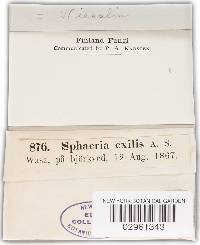 Finland Fungi
Communicated by P. A. Karsten
876. Sphaeria exilis A. S.
Wasa, på björkved. 19 Aug. 1867.
NEW YORK BOTANICAL GARDEN
02961343